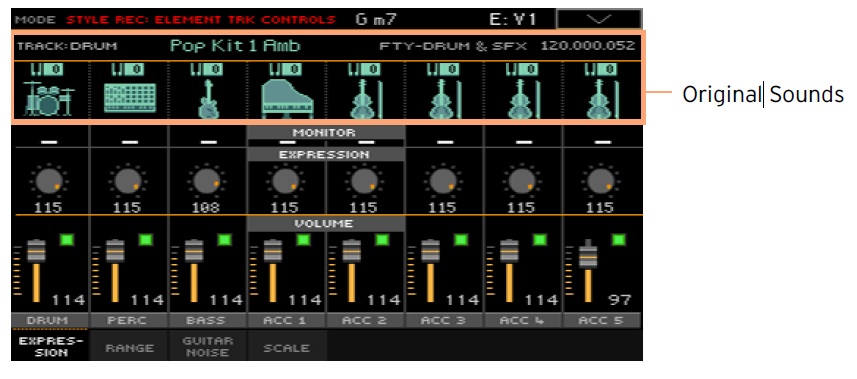 MODE STYLE REC: ELEMENT TRK CONTROLS G m7 E: V1
TRACK:DRUM Pop Kit 1 Amb FTY-DRUM & SFX 120.000.052
0 0 0 0 0 0 0 0
Original Sounds
MONITOR
EXPRESSION
115 115 108 115 115 115 115 115
VOLUME
114 114 114 114 114 114 114 97
DRUM PERC BASS ACC 1 ACC 2 ACC 3 ACC 4 ACC 5
EXPRES-
SION
RANGE
GUITAR
NOISE
SCALE